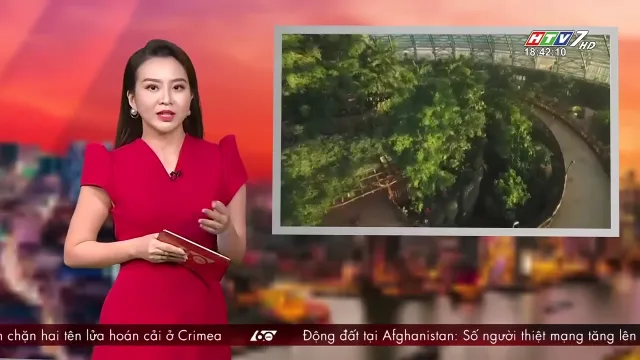 HTV7 HD
18:42:10
n chặn hai tên lửa hoán cải ở Crimea Động đất tại Afghanistan: Số người thiệt mạng tăng lên